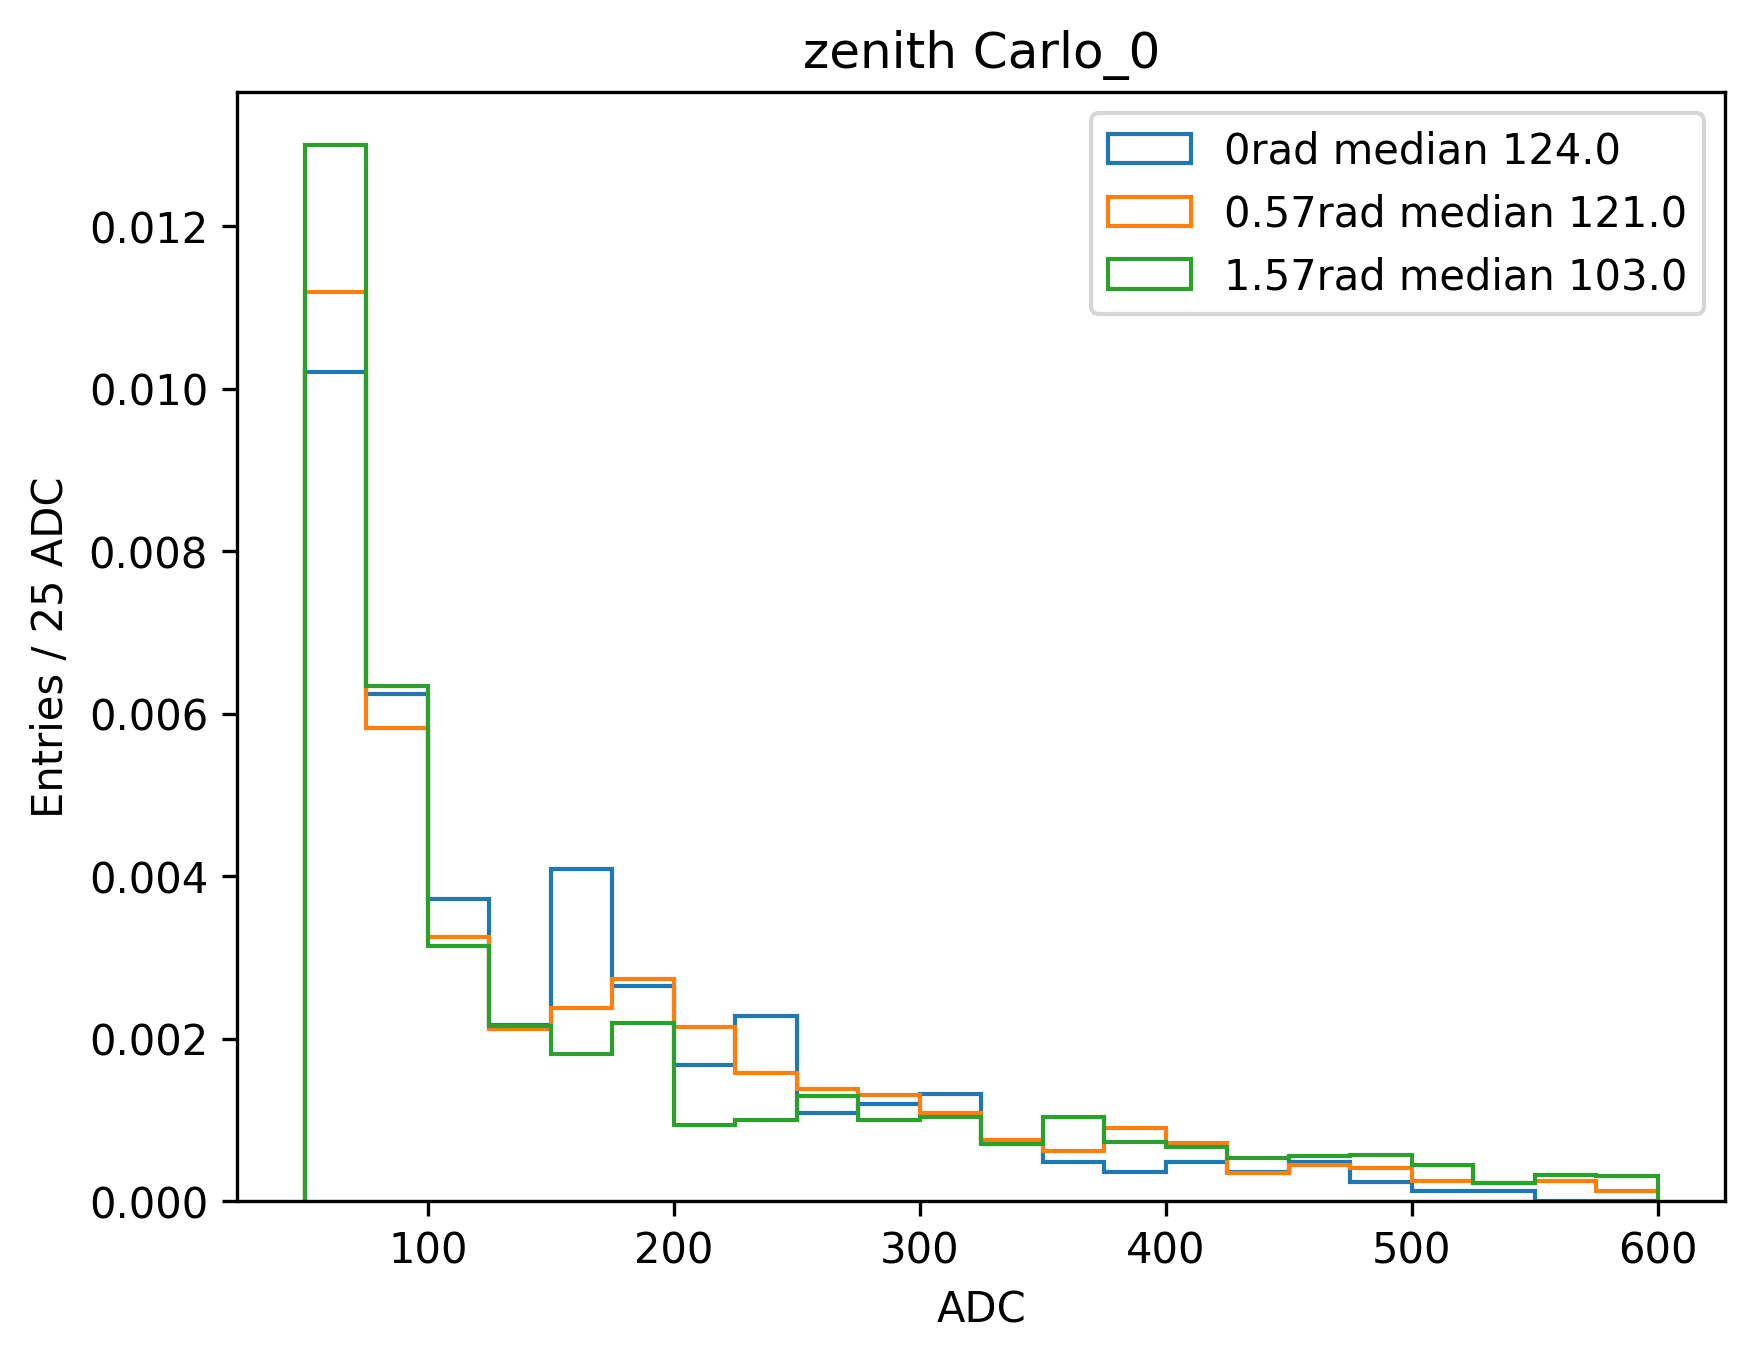 zenith Carlo_0
0rad median 124.0
0.57rad median 121.0
1.57rad median 103.0
0.012
0.010
0.008
0.006
0.004
0.002
0.000
Entries / 25 ADC
100 200 300 400 500 600
ADC